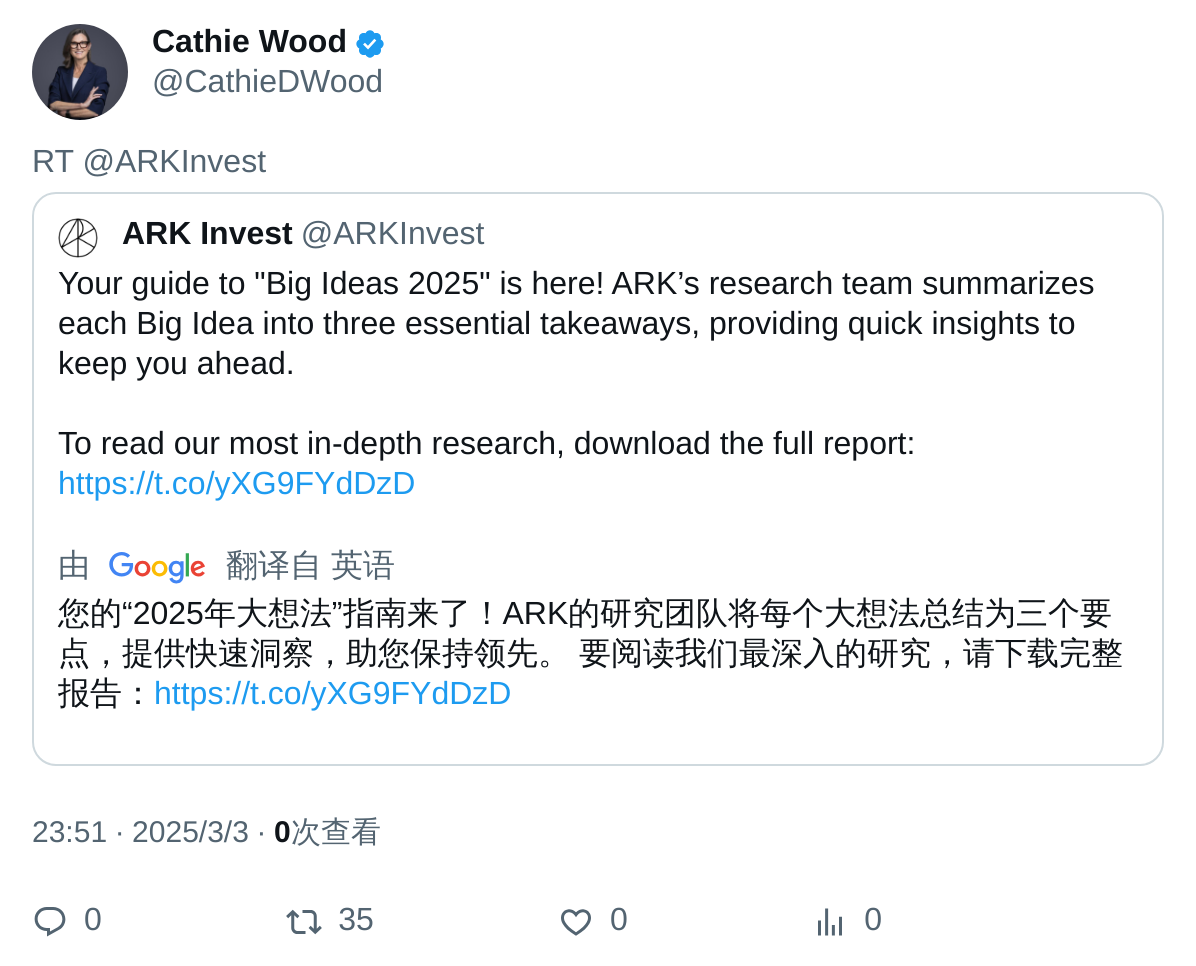 Cathie Wood
@CathieDWood
RT @ARKInvest
ARK Invest @ARKInvest
Your guide to "Big Ideas 2025" is here! ARK’s research team summarizes
each Big Idea into three essential takeaways, providing quick insights to
keep you ahead.
To read our most in-depth research, download the full report:
https://t.co/yXG9FYdDzD
由 Google 翻译自 英语
您的“2025年大想法”指南来了！ARK的研究团队将每个大想法总结为三个要
点，提供快速洞察，助您保持领先。 要阅读我们最深入的研究，请下载完整
报告：https://t.co/yXG9FYdDzD
23:51 · 2025/3/3 · 0次查看
0 35 0 0